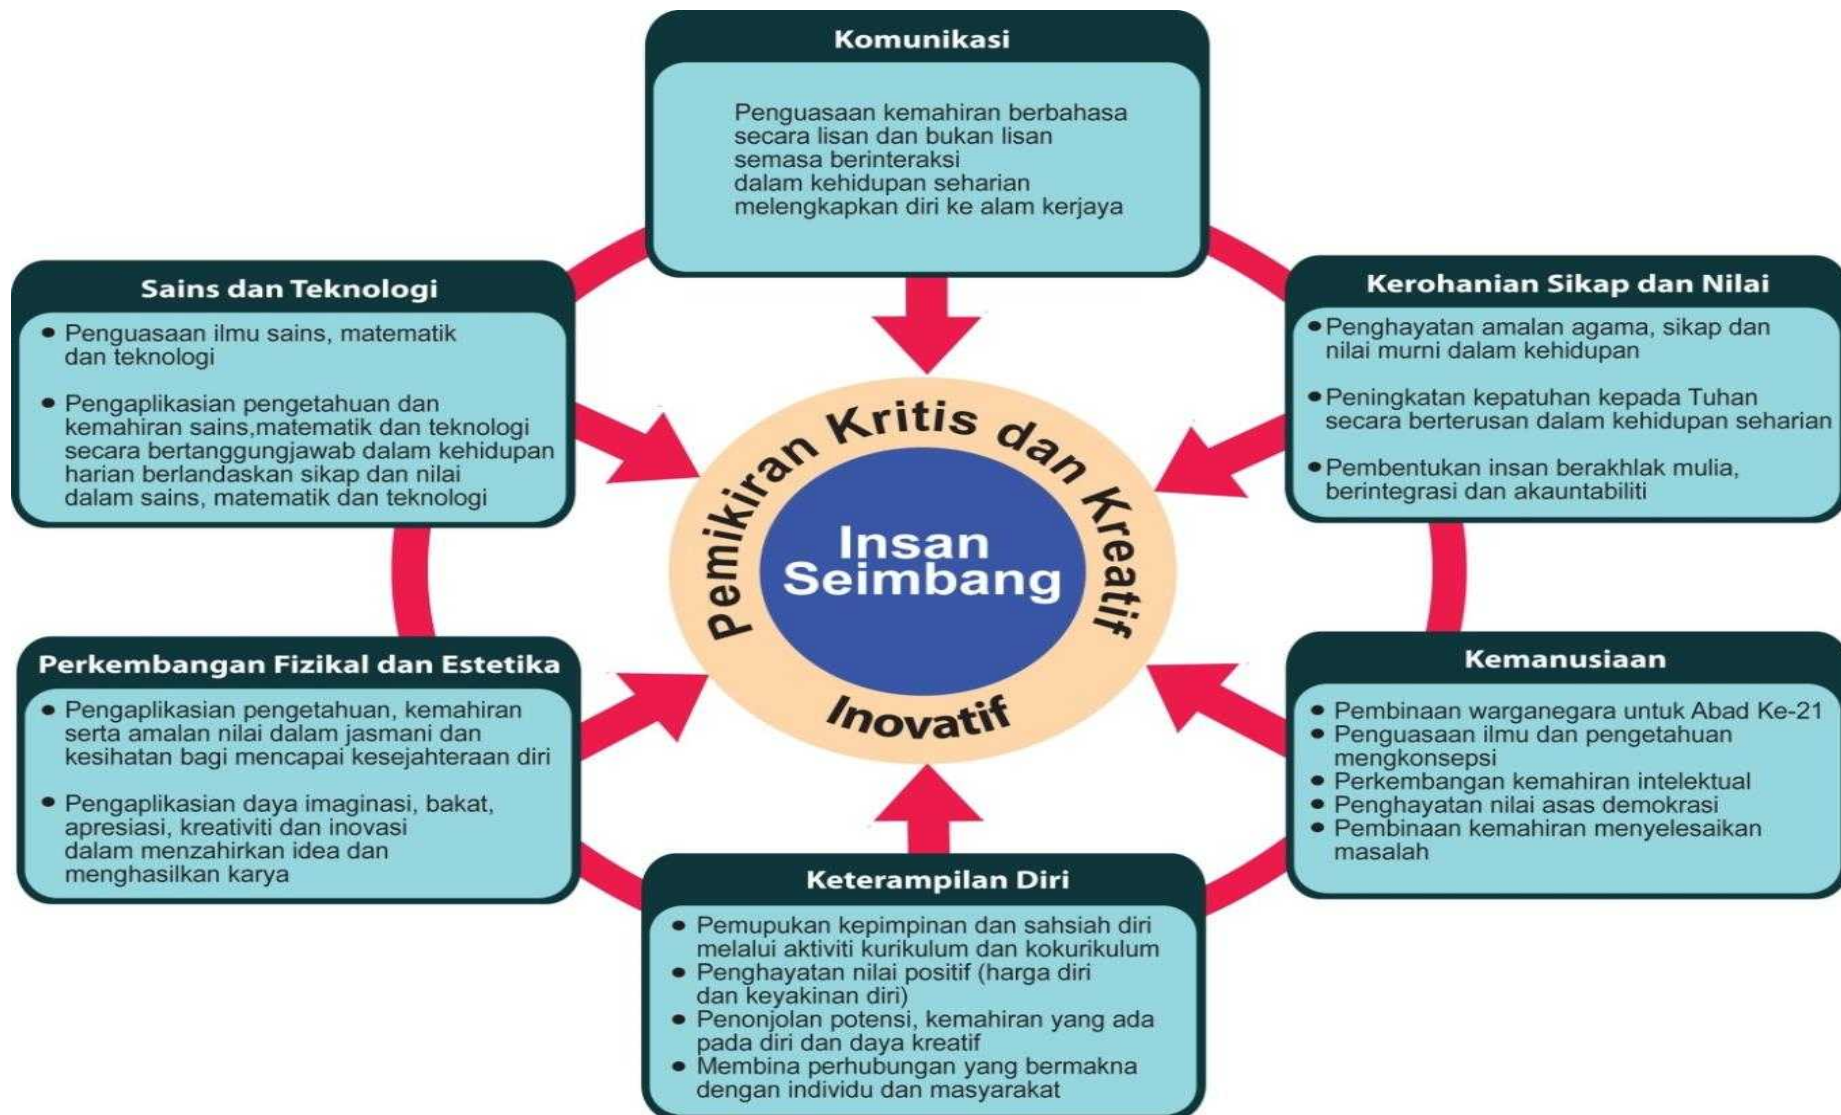 Komunikasi
Penguasaan kemahiran berbahasa
secara lisan dan bukan lisan
semasa berinteraksi
dalam kehidupan seharian
melengkapkan diri ke alam kerjaya
Sains dan Teknologi
• Penguasaan ilmu sains, matematik
dan teknologi
• Pengaplikasian pengetahuan dan
kemahiran sains,matematik dan teknologi
secara bertanggungjawab dalam kehidupan
harian berlandaskan sikap dan nilai
dalam sains, matematik dan teknologi
Kerohanian Sikap dan Nilai
• Penghayatan amalan agama, sikap dan
nilai murni dalam kehidupan
• Peningkatan kepatuhan kepada Tuhan
secara berterusan dalam kehidupan seharian
• Pembentukan insan berakhlak mulia,
berintegrasi dan akauntabiliti
Pemikiran Kritis dan Kreatif
Insan
Seimbang
Inovatif
Perkembangan Fizikal dan Estetika
• Pengaplikasian pengetahuan, kemahiran
serta amalan nilai dalam jasmani dan
kesihatan bagi mencapai kesejahteraan diri
• Pengaplikasian daya imaginasi, bakat,
apresiasi, kreativiti dan inovasi
dalam menzahirkan idea dan
menghasilkan karya
Kemanusiaan
• Pembinaan warganegara untuk Abad Ke-21
• Penguasaan ilmu dan pengetahuan
mengkonsepsi
• Perkembangan kemahiran intelektual
• Penghayatan nilai asas demokrasi
• Pembinaan kemahiran menyelesaikan
masalah
Keterampilan Diri
• Pemupukan kepimpinan dan sahsiah diri
melalui aktiviti kurikulum dan kokurikulum
• Penghayatan nilai positif (harga diri
dan keyakinan diri)
• Penonjolan potensi, kemahiran yang ada
pada diri dan daya kreatif
• Membina perhubungan yang bermakna
dengan individu dan masyarakat